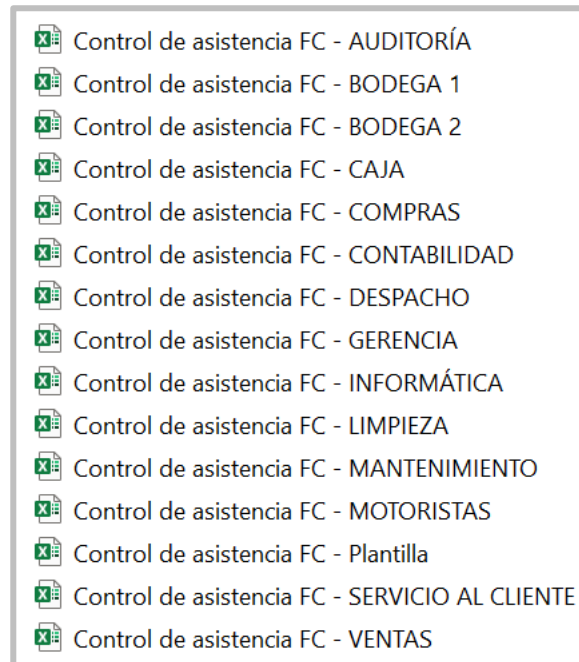 Control de asistencia FC - AUDITORÍA
Control de asistencia FC - BODEGA 1
Control de asistencia FC - BODEGA 2
Control de asistencia FC - CAJA
Control de asistencia FC - COMPRAS
Control de asistencia FC - CONTABILIDAD
Control de asistencia FC - DESPACHO
Control de asistencia FC - GERENCIA
Control de asistencia FC - INFORMÁTICA
Control de asistencia FC - LIMPIEZA
Control de asistencia FC - MANTENIMIENTO
Control de asistencia FC - MOTORISTAS
Control de asistencia FC - Plantilla
Control de asistencia FC - SERVICIO AL CLIENTE
Control de asistencia FC - VENTAS